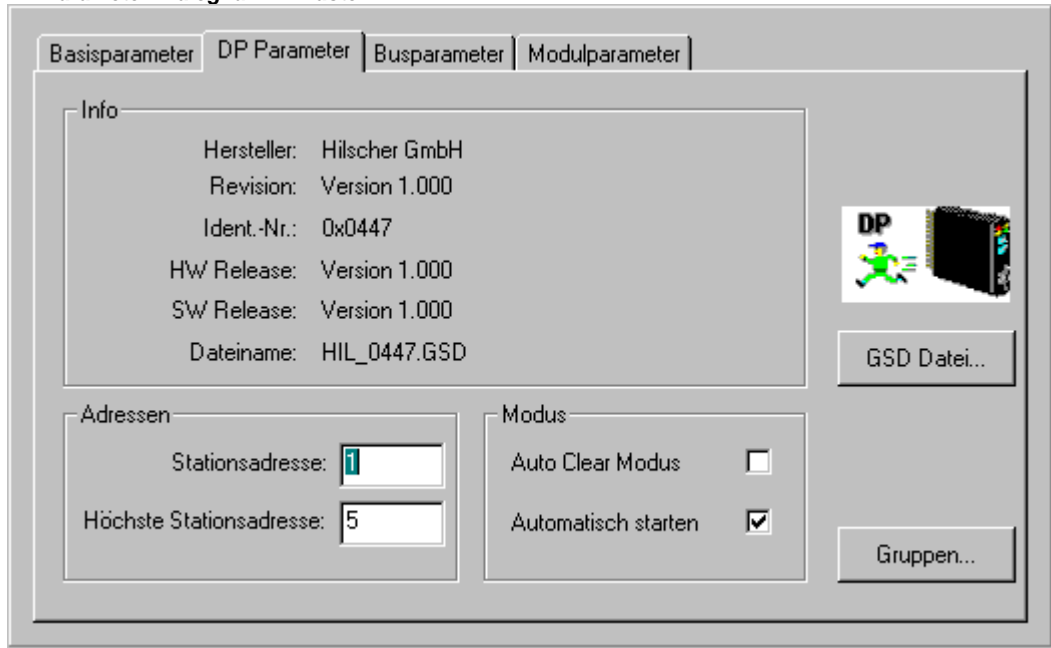 Basisparameter
DP Parameter
Busparameter
Modulparameter
Info
Hersteller: Hilscher GmbH
Revision: Version 1.000
Ident.-Nr.: 0x0447
HW Release: Version 1.000
SW Release: Version 1.000
Dateiname: HIL_0447.GSD
DP
GSD Datei...
Adressen
Stationsadresse: 1
Höchste Stationsadresse: 5
Modus
Auto Clear Modus
Automatisch starten
Gruppen...